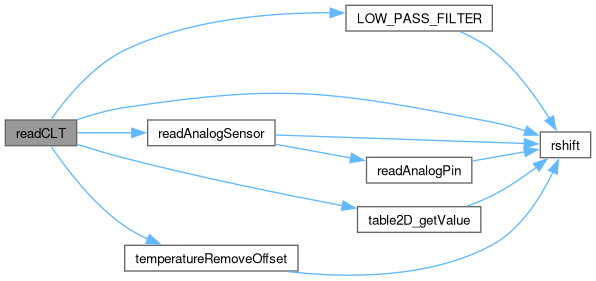 LOW_PASS_FILTER
readCLT
readAnalogSensor
rshift
readAnalogPin
table2D_getValue
temperatureRemoveOffset